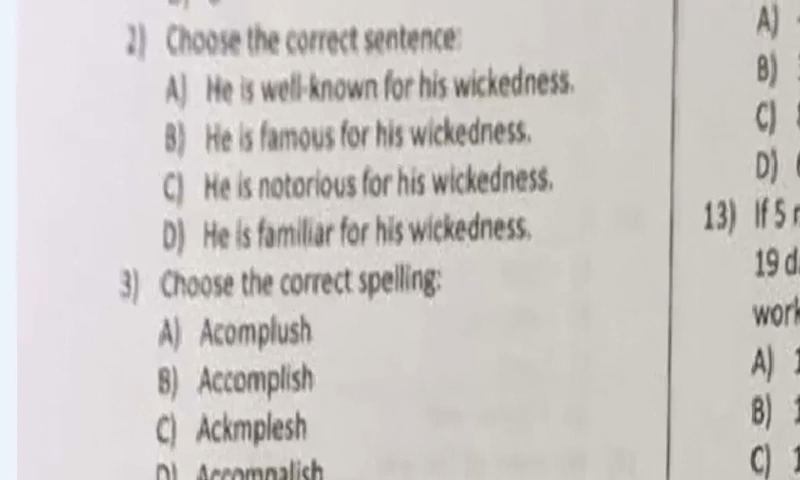 2) Choose the correct sentence:
A) He is well-known for his wickedness.
B) He is famous for his wickedness.
C) He is notorious for his wickedness.
D) He is familiar for his wickedness.
3) Choose the correct spelling:
A) Acomplush
B) Accomplish
C) Ackmplesh
D) Accompalish
A)
B)
C)
D)
13) If 5
19
A)
B)
C)